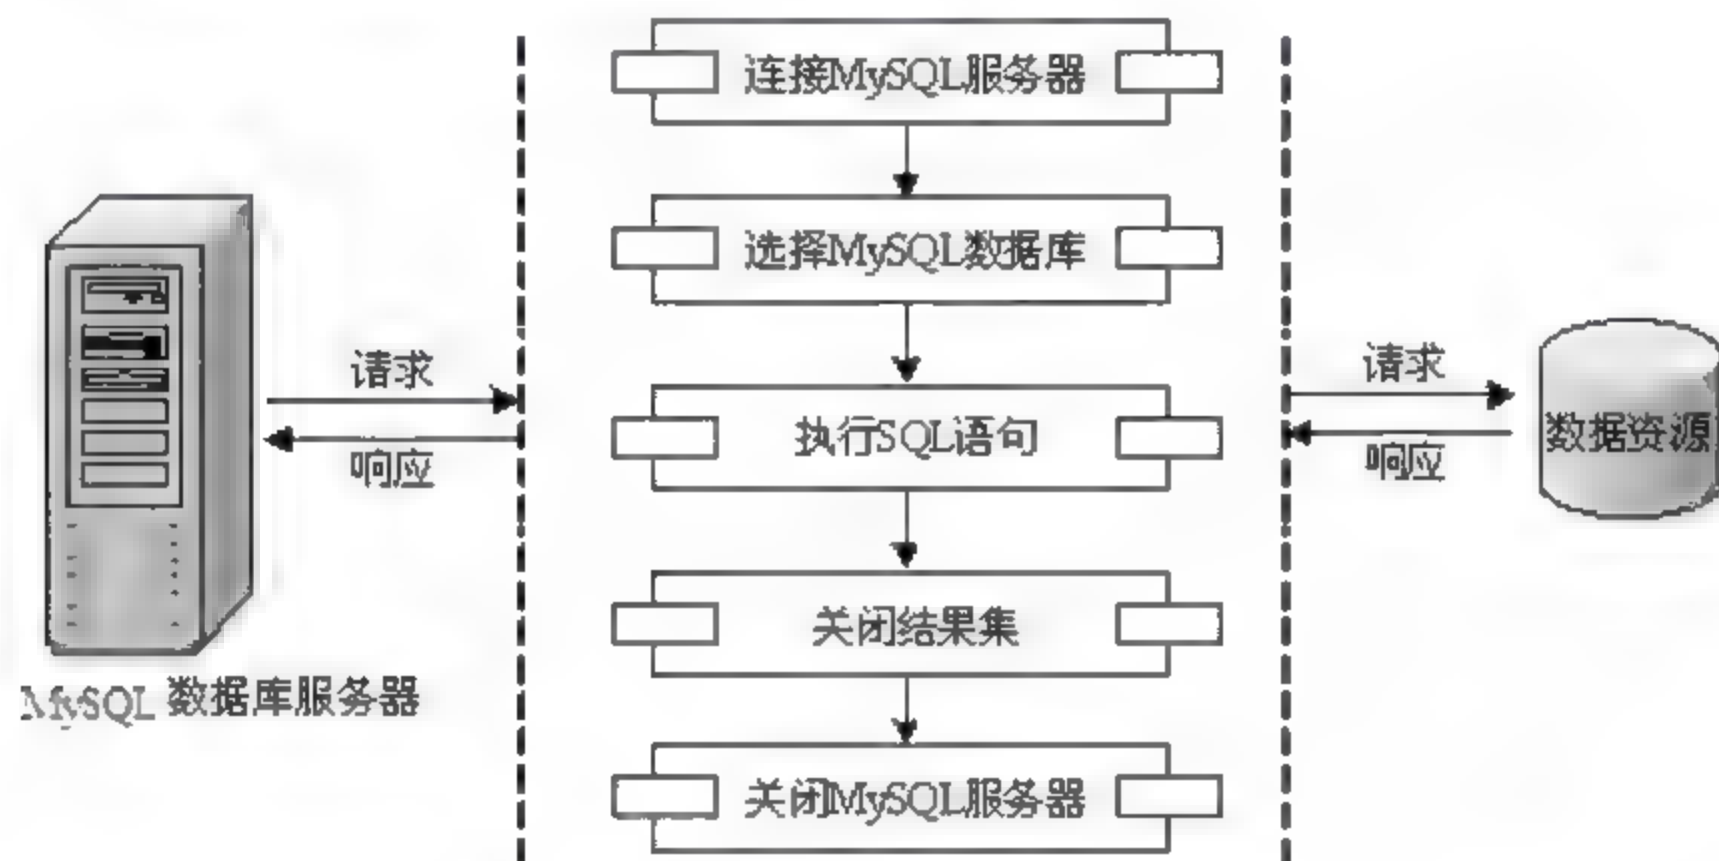 连接MySQL服务器
选择MySQL数据库
请求
响应
执行SQL语句
请求
响应
数据资源
关闭结果集
MySQL 数据库服务器
关闭MySQL服务器